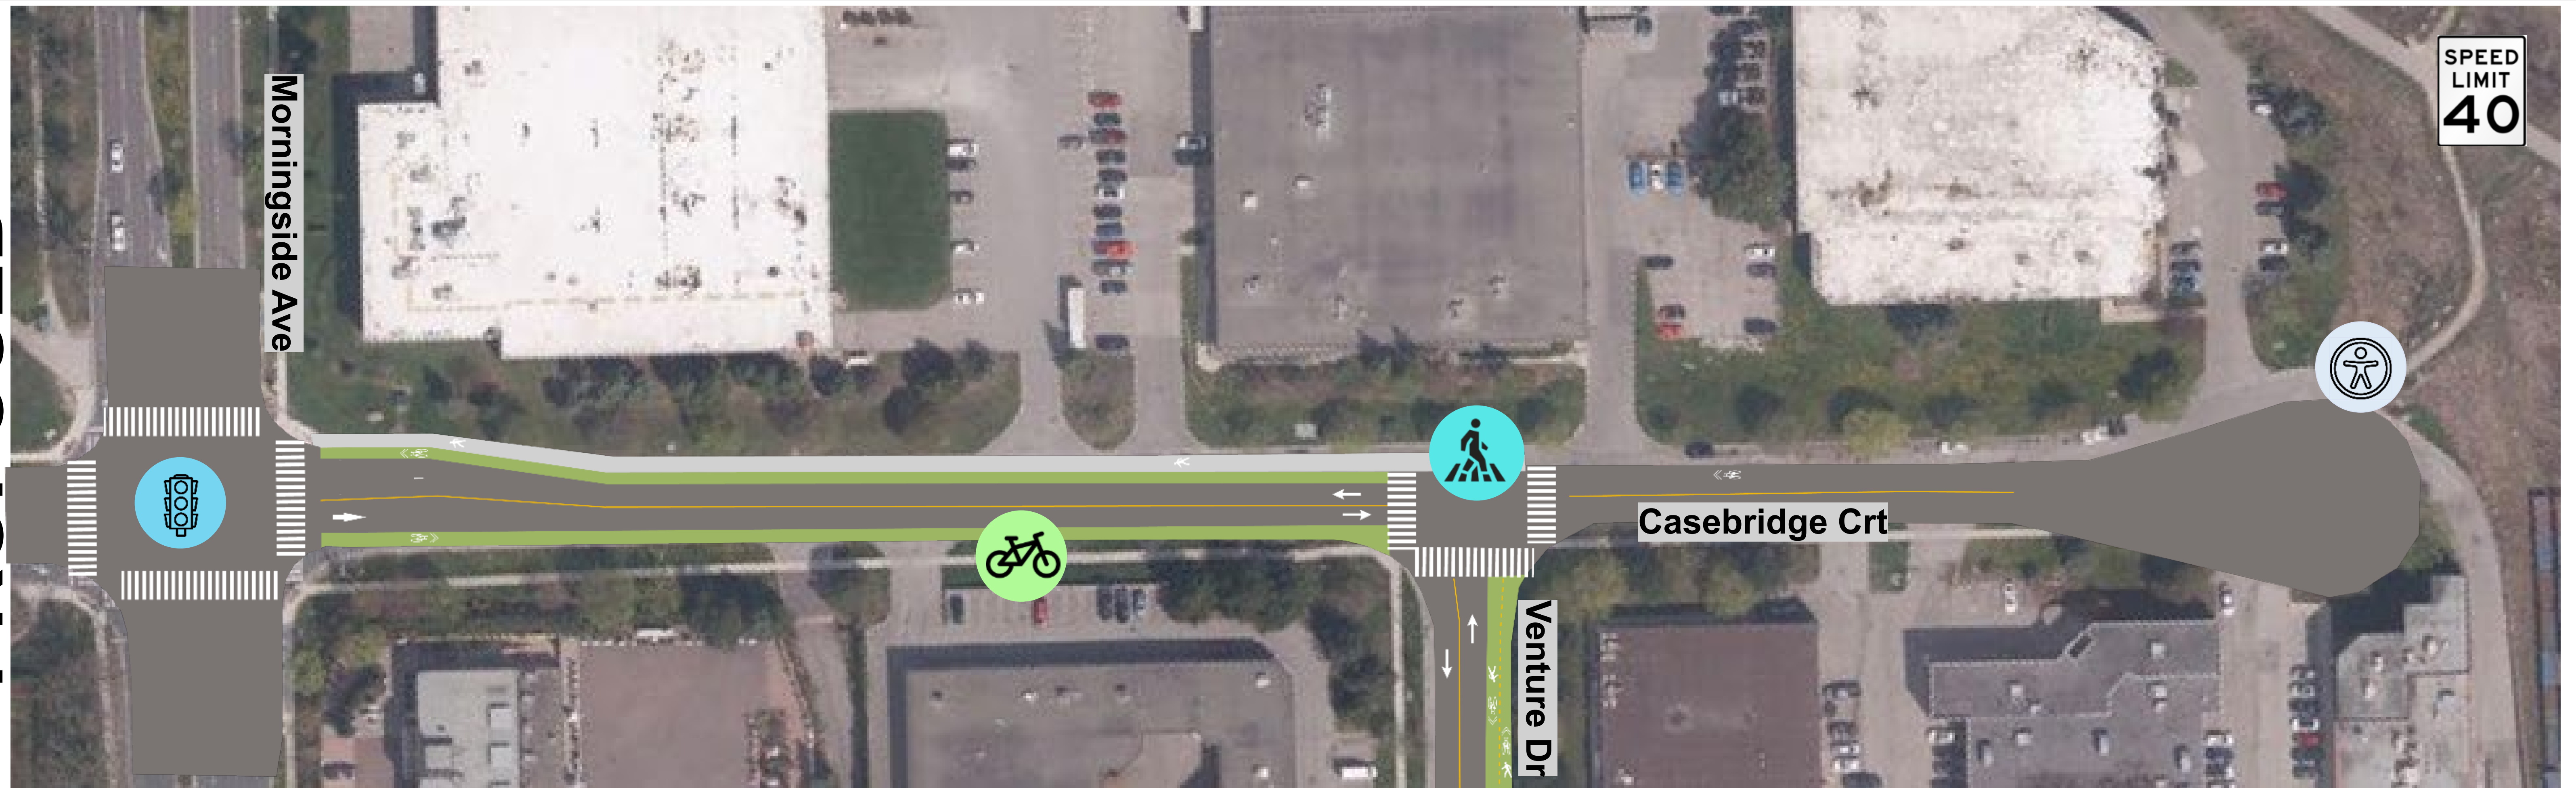 Morningside Ave
SPEED
LIMIT
40
Casebridge Crt
Venture Dr